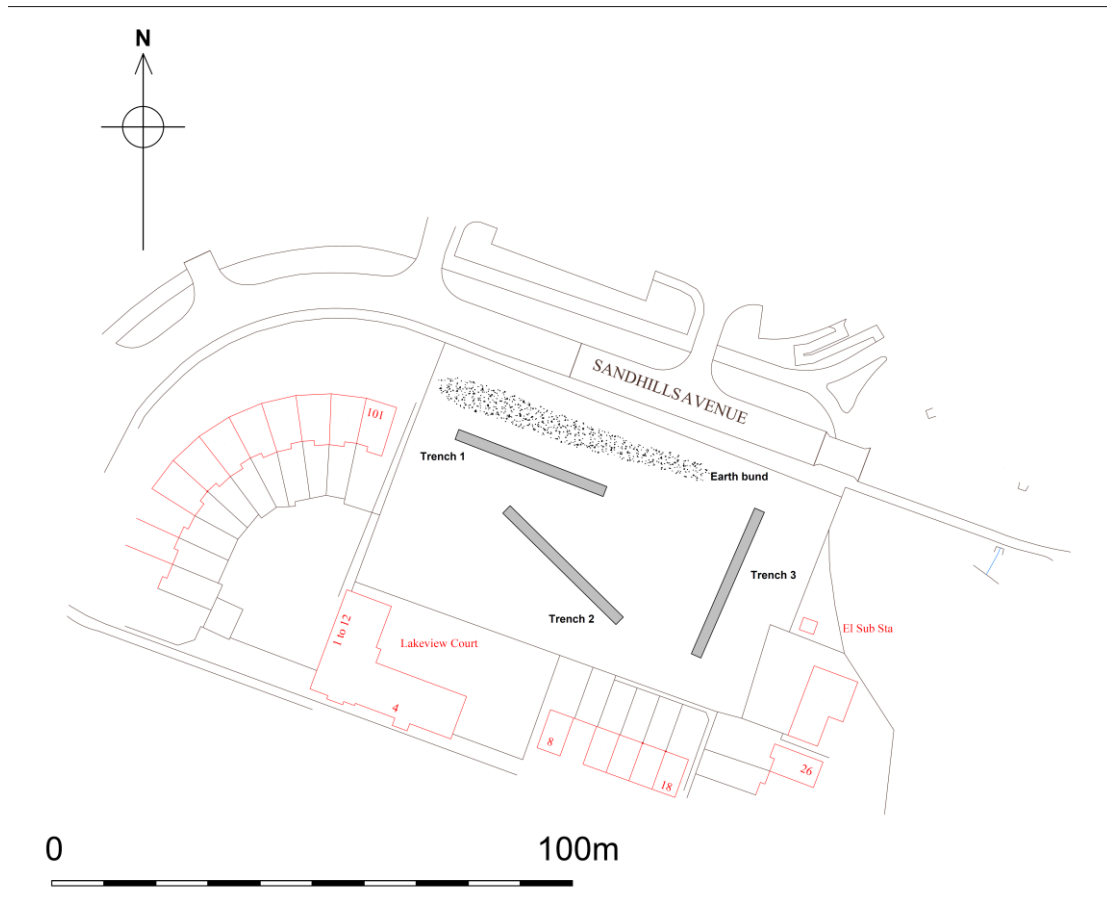 N
SANDHILLS AVENUE
101
Trench 1
Earth bund
Trench 3
Trench 2
El Sub Sta
1 to 12
Lakeview Court
4
8
18
26
0 100m